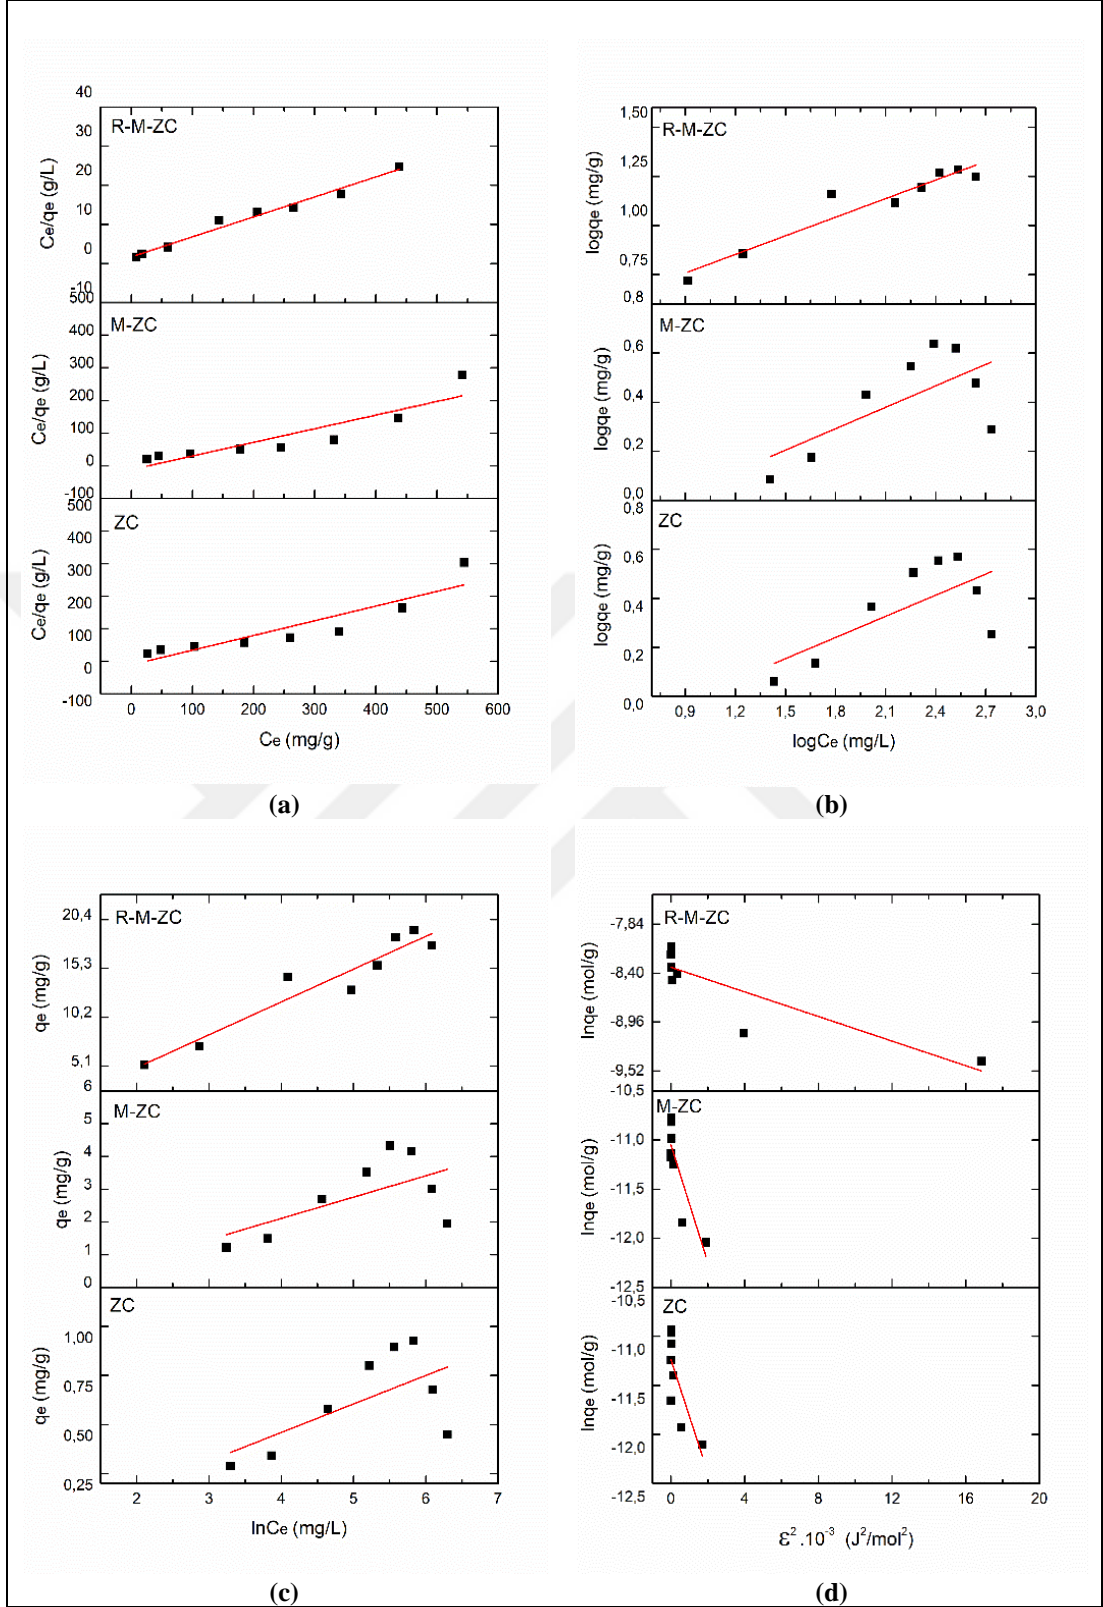 40
R-M-ZC
30
20
10
0
-10
Ce/qe (g/L)
500
M-ZC
400
300
200
100
0
-100
Ce/qe (g/L)
500
ZC
400
300
200
100
0
-100
Ce/qe (g/L)
0 100 200 300 400 500 600
Ce (mg/g)
(a)
1,50
R-M-ZC
1,25
1,00
0,75
logqe (mg/g)
0,8
M-ZC
0,6
0,4
0,2
0,0
logqe (mg/g)
0,8
ZC
0,6
0,4
0,2
0,0
logqe (mg/g)
0,9 1,2 1,5 1,8 2,1 2,4 2,7 3,0
logCe (mg/L)
(b)
20,4
R-M-ZC
15,3
10,2
5,1
qe (mg/g)
6
M-ZC
5
4
3
2
1
0
qe (mg/g)
ZC
1,00
0,75
0,50
0,25
qe (mg/g)
2 3 4 5 6 7
lnCe (mg/L)
(c)
R-M-ZC
-7,84
-8,40
-8,96
-9,52
lnqe (mol/g)
-10,5
M-ZC
-11,0
-11,5
-12,0
-12,5
lnqe (mol/g)
-10,5
ZC
-11,0
-11,5
-12,0
-12,5
lnqe (mol/g)
0 4 8 12 16 20
Ɛ² .10⁻³ (J²/mol²)
(d)